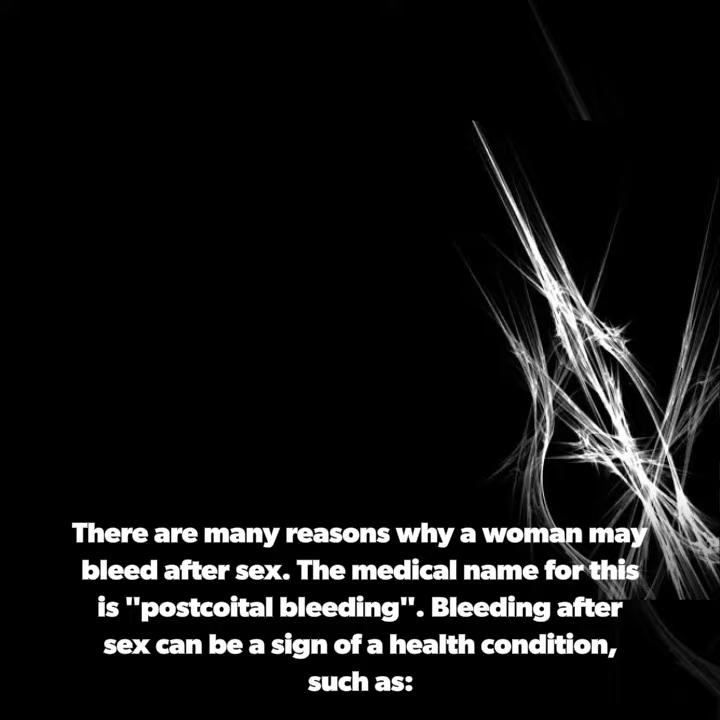 There are many reasons why a woman may
bleed after sex. The medical name for this
is "postcoital bleeding". Bleeding after
sex can be a sign of a health condition,
such as: